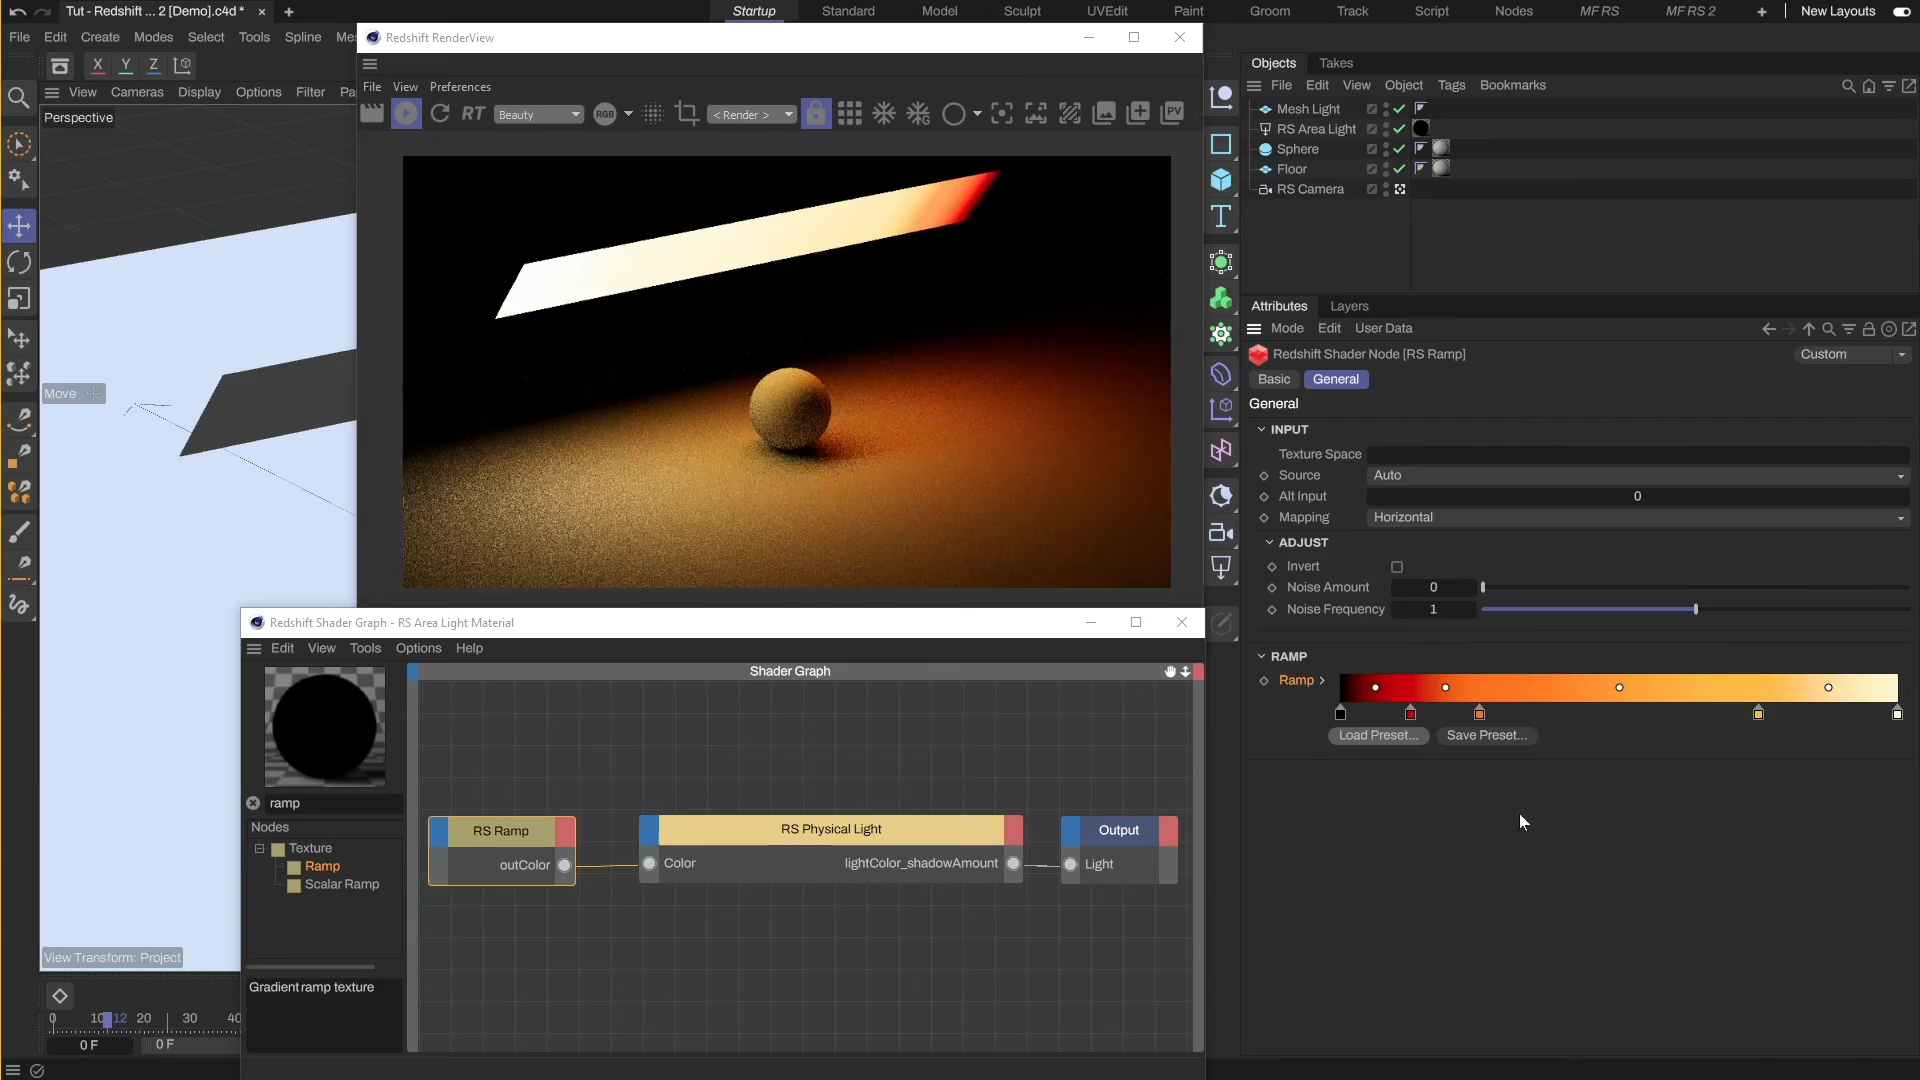 Tut - Redshift ... 2 [Demo].c4d *
Startup
Standard
Model
Sculpt
UVEdit
Paint
Groom
Track
Script
Nodes
MF RS
MF RS 2
New Layouts
File Edit Create Modes Select Tools Spline
X Y Z
View Cameras Display Options Filter
Perspective
Move
View Transform: Project
0 10 12 20 30 40
0 F
0 F
Redshift RenderView
File View Preferences
RT
Beauty
RGB
< Render >
PV
Redshift Shader Graph - RS Area Light Material
Edit View Tools Options Help
Shader Graph
ramp
Nodes
Texture
Ramp
Scalar Ramp
Gradient ramp texture
RS Ramp
outColor
RS Physical Light
Color
lightColor_shadowAmount
Output
Light
Objects Takes
File Edit View Object Tags Bookmarks
Mesh Light
RS Area Light
Sphere
Floor
RS Camera
Attributes Layers
Mode Edit User Data
Redshift Shader Node [RS Ramp]
Custom
Basic General
General
INPUT
Texture Space
Source Auto
Alt Input 0
Mapping Horizontal
ADJUST
Invert
Noise Amount 0
Noise Frequency 1
RAMP
Ramp
Load Preset... Save Preset...